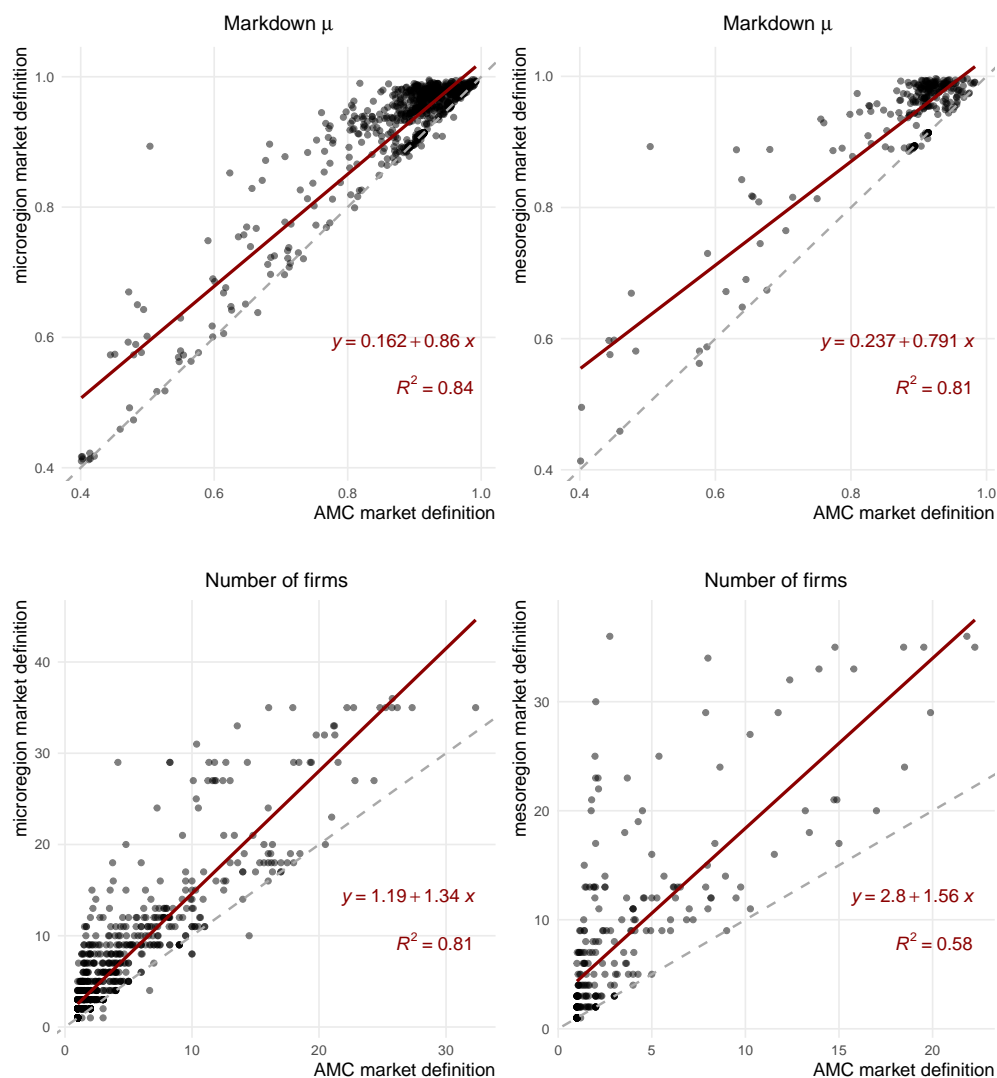 Markdown μ
microregion market definition
1.0
0.8
0.6
0.4
y = 0.162 + 0.86 x
R² = 0.84
0.4 0.6 0.8 1.0
AMC market definition
Markdown μ
mesoregion market definition
1.0
0.8
0.6
0.4
y = 0.237 + 0.791 x
R² = 0.81
0.4 0.6 0.8 1.0
AMC market definition
Number of firms
microregion market definition
40
30
20
10
0
y = 1.19 + 1.34 x
R² = 0.81
0 10 20 30
AMC market definition
Number of firms
mesoregion market definition
30
20
10
0
y = 2.8 + 1.56 x
R² = 0.58
0 5 10 15 20
AMC market definition